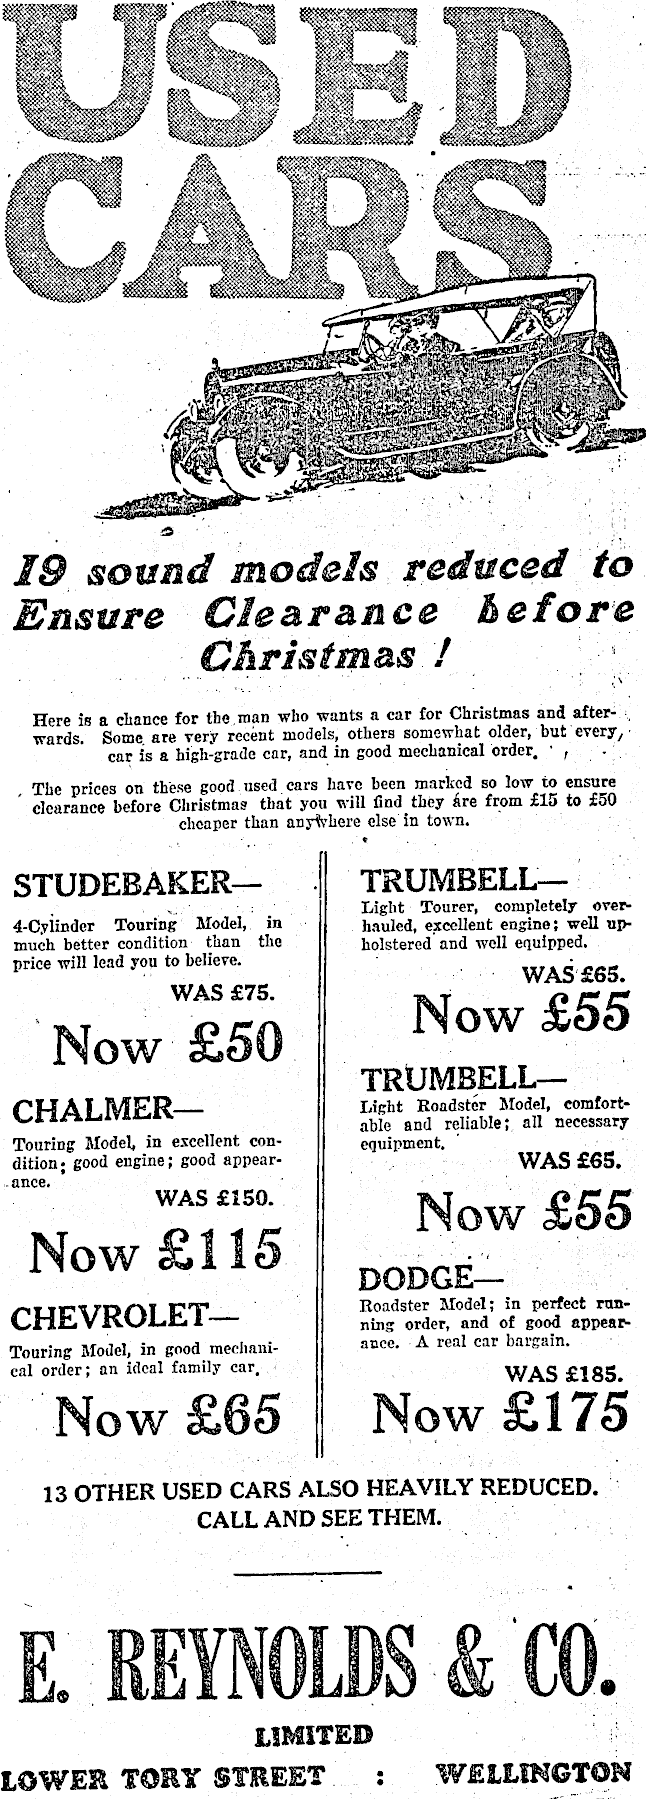 USED
CARS
19 sound models reduced to
Ensure Clearance before
Christmas !
Here is a chance for the man who wants a car for Christmas and after-
wards. Some are very recent models, others somewhat older, but every
car is a high-grade car, and in good mechanical order.
The prices on these good used cars have been marked so low to ensure
clearance before Christmas that you will find they are from £15 to £50
cheaper than anywhere else in town.
STUDEBAKER—
4-Cylinder Touring Model, in
much better condition than the
price will lead you to believe.
WAS £75.
Now £50
CHALMER—
Touring Model, in excellent con-
dition; good engine; good appear-
ance.
WAS £150.
Now £115
CHEVROLET—
Touring Model, in good mechani-
cal order; an ideal family car.
Now £65
TRUMBELL—
Light Tourer, completely over-
hauled, excellent engine; well up-
holstered and well equipped.
WAS £65.
Now £55
TRUMBELL—
Light Roadster Model, comfort-
able and reliable; all necessary
equipment.
WAS £65.
Now £55
DODGE—
Roadster Model; in perfect run-
ning order, and of good appear-
ance. A real car bargain.
WAS £185.
Now £175
13 OTHER USED CARS ALSO HEAVILY REDUCED.
CALL AND SEE THEM.
E. REYNOLDS & CO.
LIMITED
LOWER TORY STREET : WELLINGTON